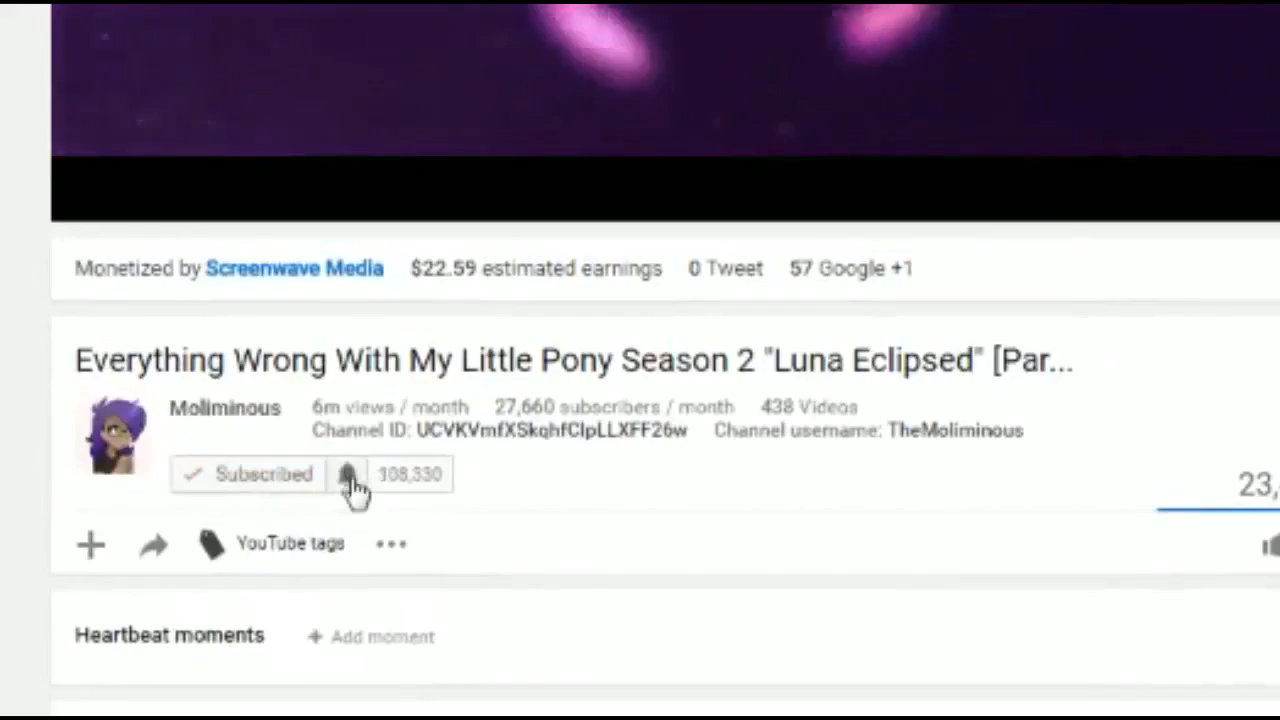 Monetized by Screenwave Media $22.59 estimated earnings 0 Tweet 57 Google +1
Everything Wrong With My Little Pony Season 2 "Luna Eclipsed" [Par...
Moliminous 6m views / month 27,660 subscribers / month 438 Videos
Channel ID: UCVKVmfXSkqhfClpLLXFF26w Channel username: TheMoliminous
Subscribed 108,330
23,
YouTube tags
Heartbeat moments + Add moment